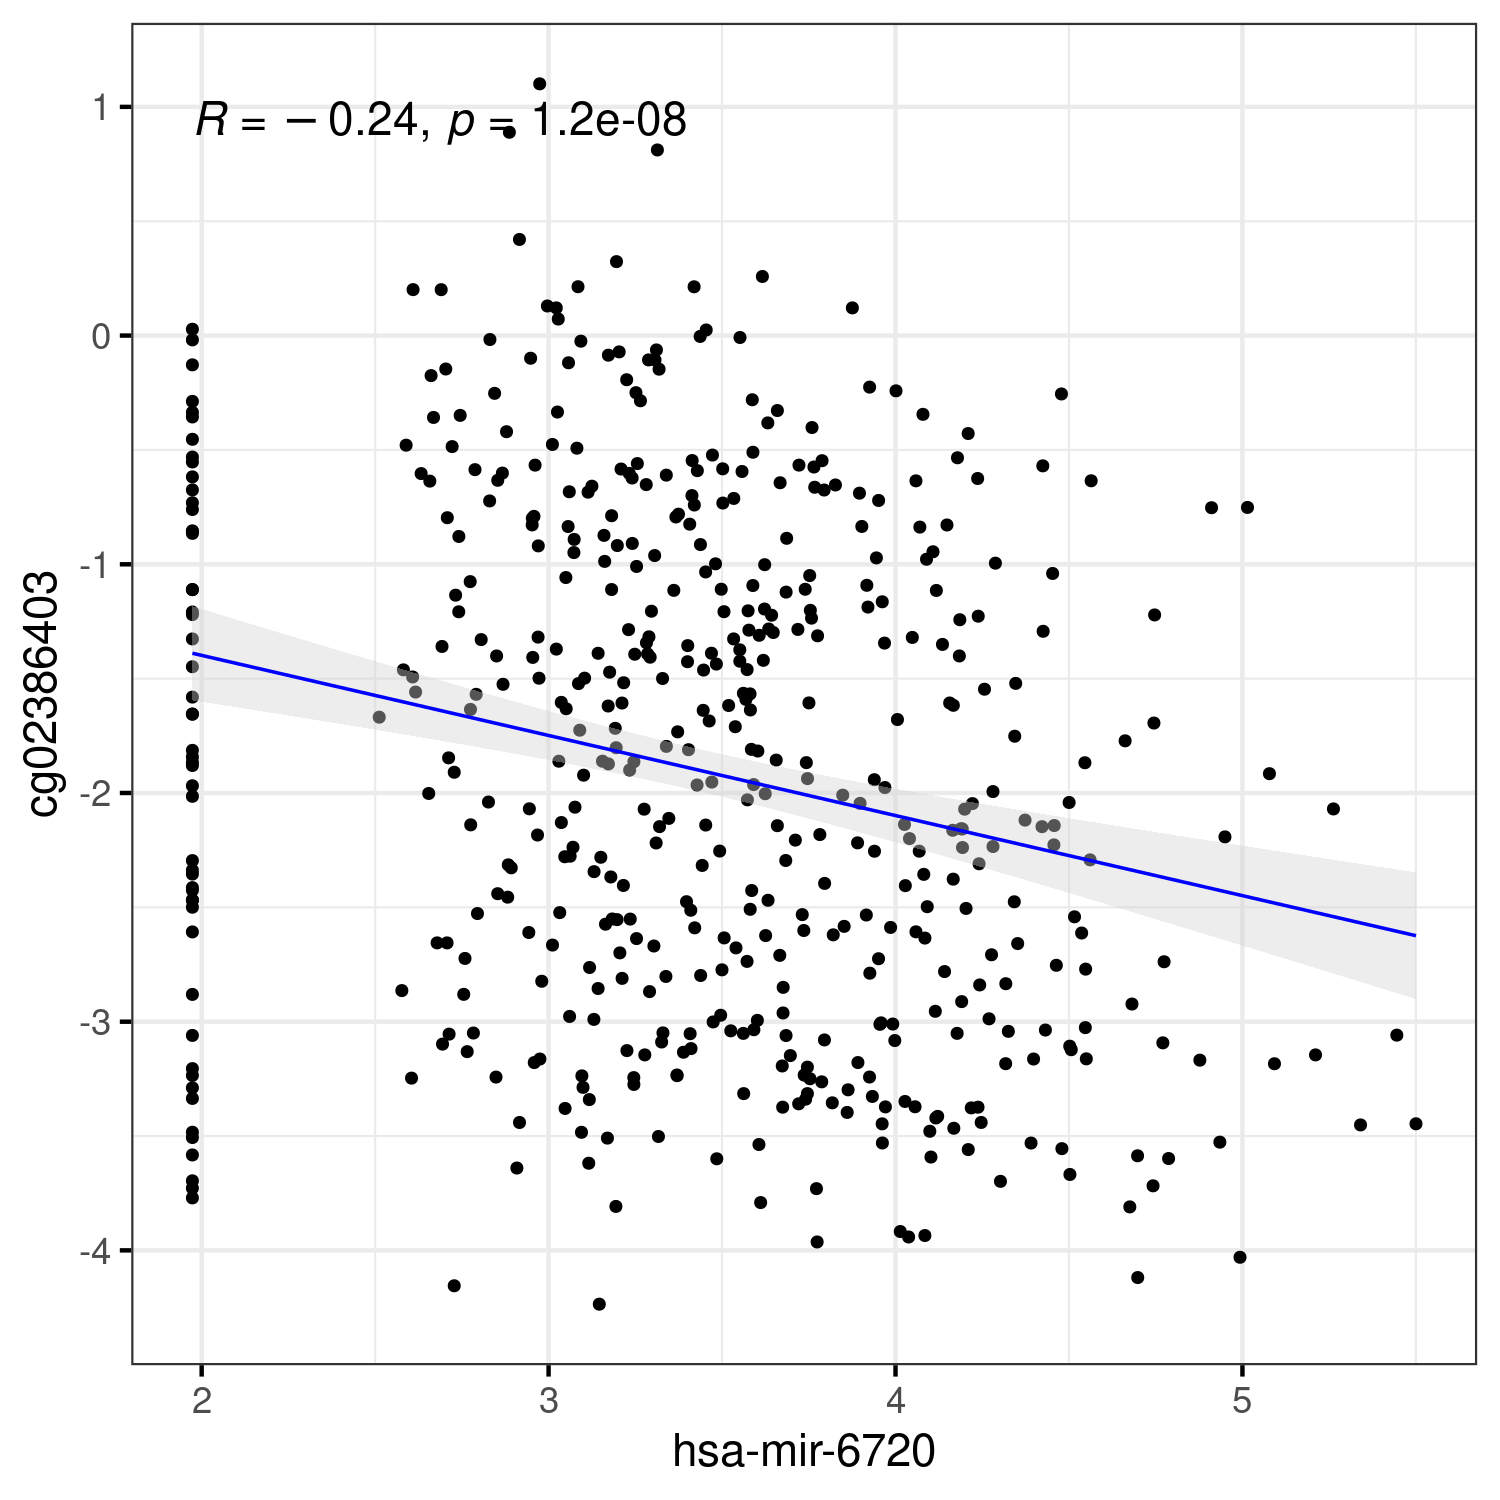 R = − 0.24, p = 1.2e-08
1
0
-1
-2
-3
-4
cg02386403
2 3 4 5
hsa-mir-6720